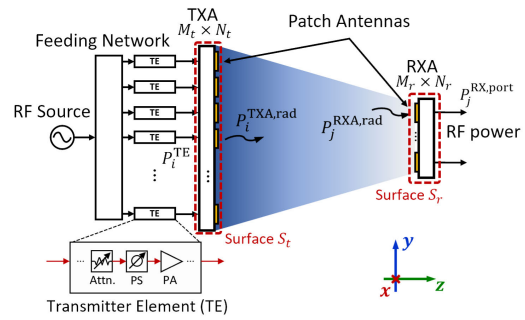 TXA
M_t × N_t
Patch Antennas
Feeding Network
RXA
M_r × N_r
P_j^{RX,port}
RF Source
TE
TE
TE
TE
TE
P_i^{TE}
P_i^{TXA,rad}
P_j^{RXA,rad}
RF power
Surface S_t
Surface S_r
Attn.
PS
PA
Transmitter Element (TE)
y
x
z